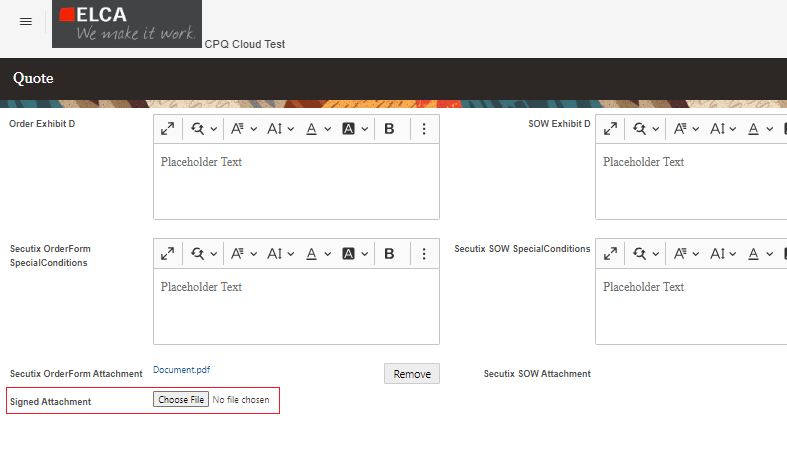 ELCA
We make it work.
CPQ Cloud Test
Quote
Order Exhibit D
B
Placeholder Text
SOW Exhibit D
Placeholder Text
Secutix OrderForm
SpecialConditions
B
Placeholder Text
Secutix SOW SpecialConditions
Placeholder Text
Secutix OrderForm Attachment
Document.pdf
Remove
Secutix SOW Attachment
Signed Attachment
Choose File
No file chosen